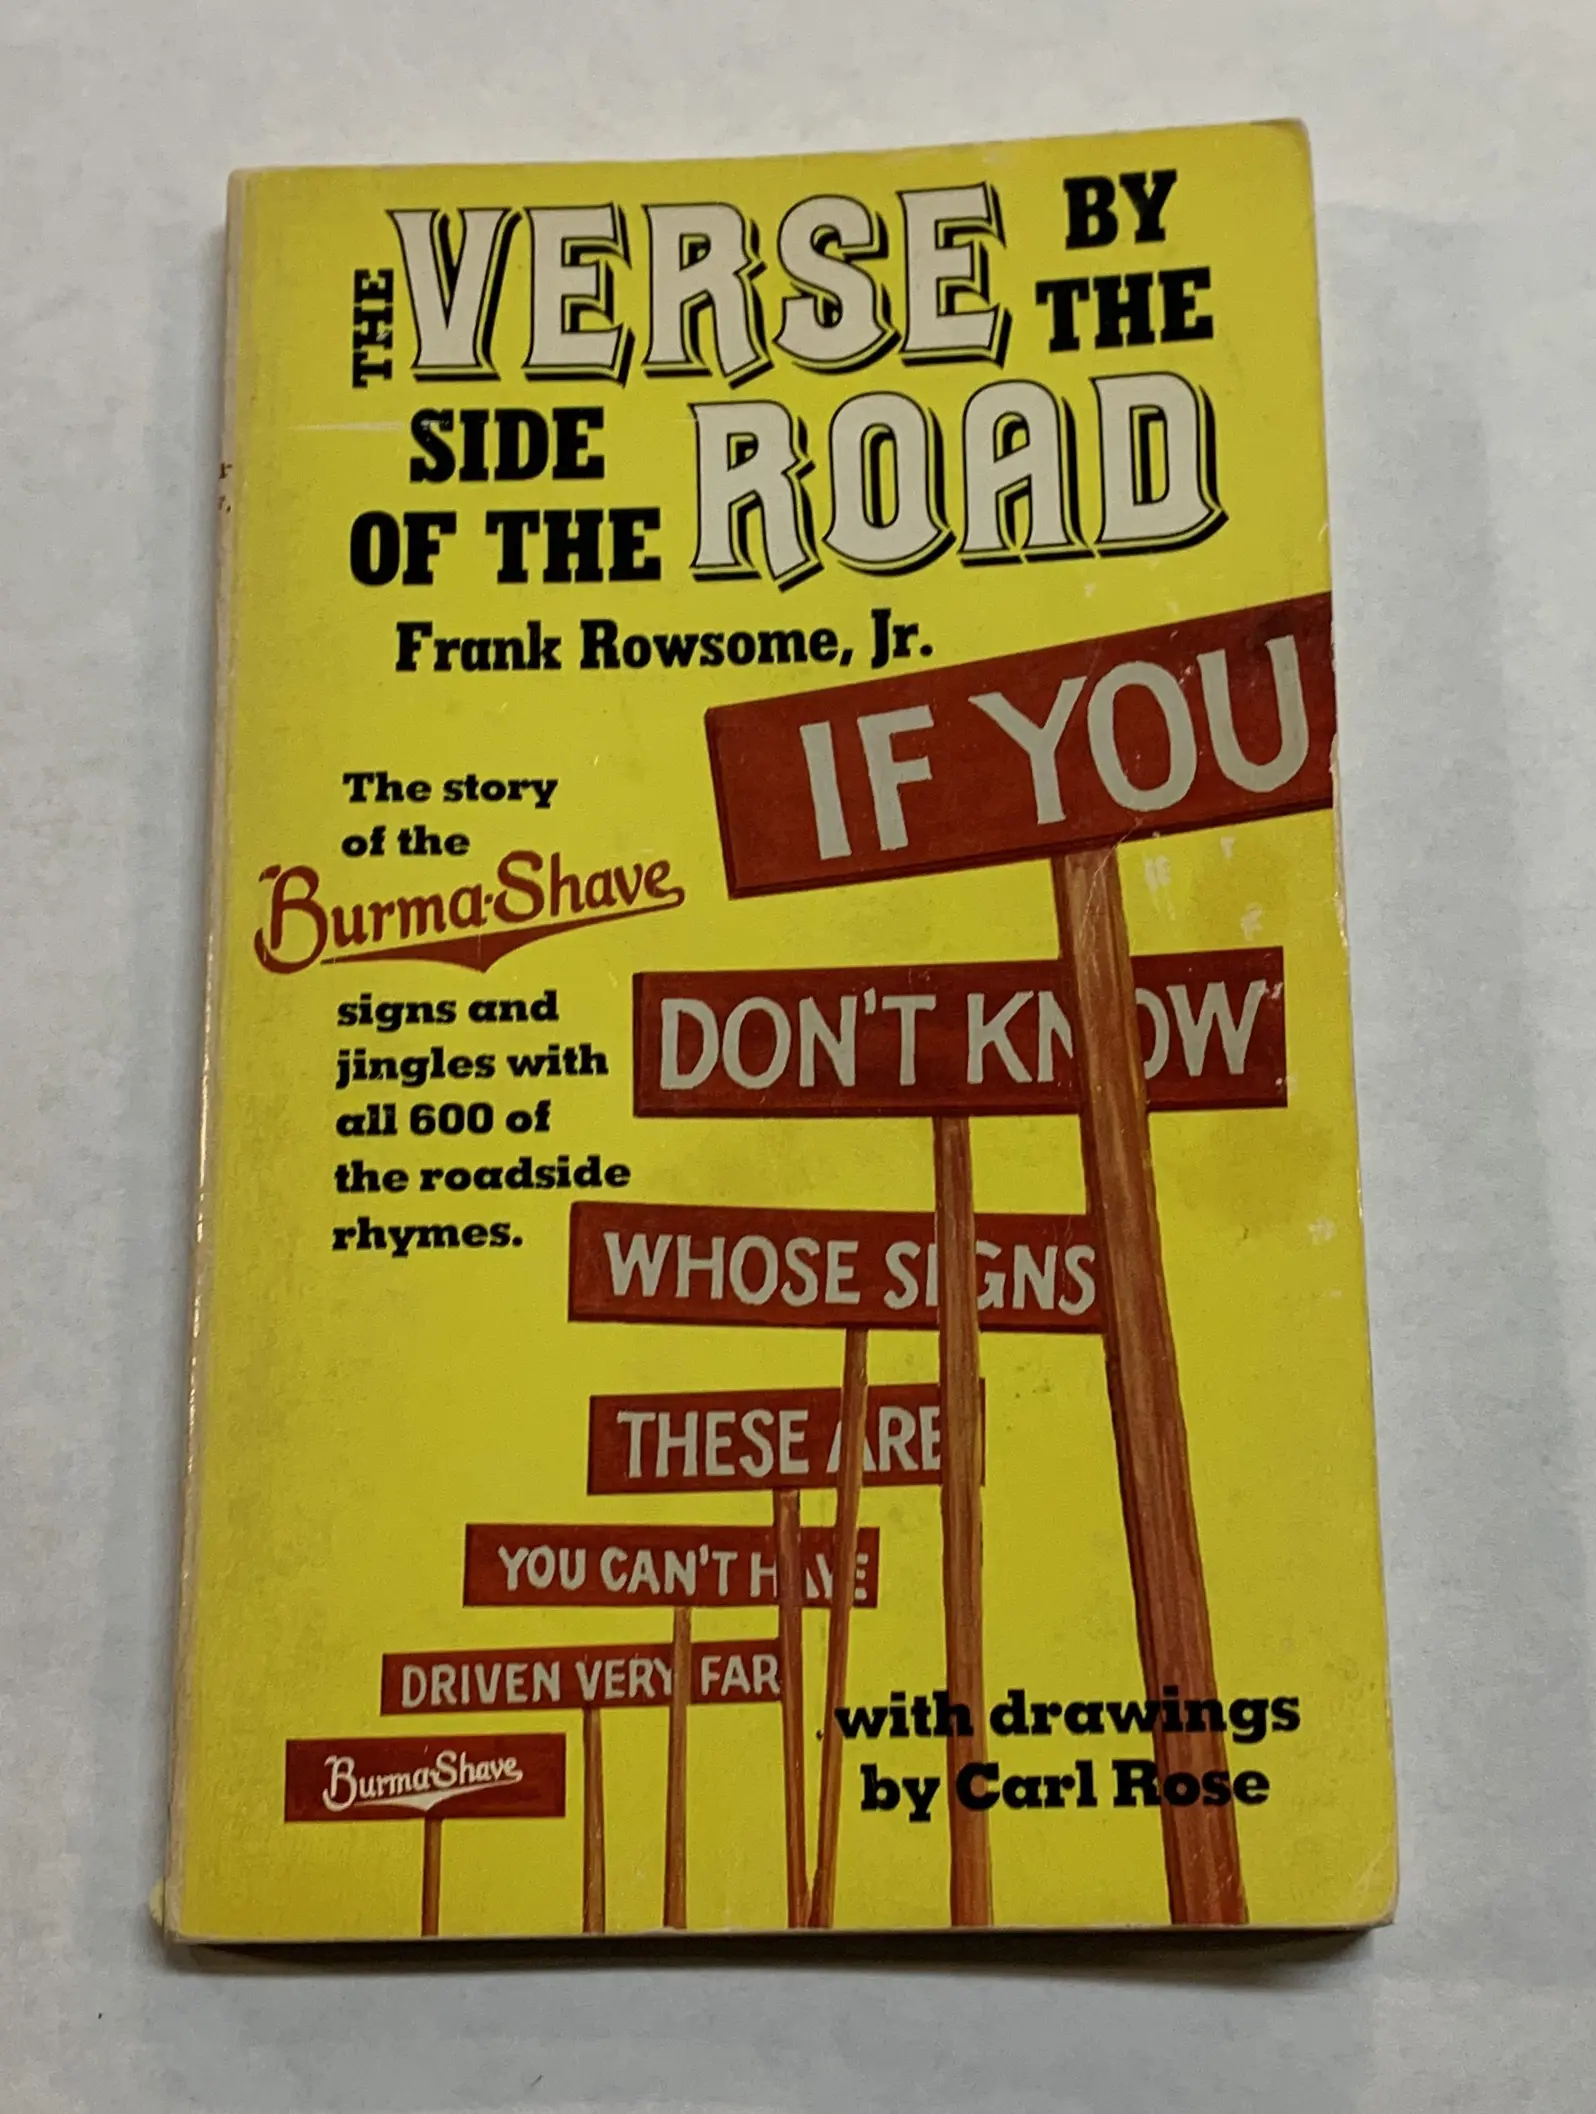 THE VERSE BY THE
SIDE OF THE ROAD
Frank Rowsome, Jr.
The story
of the
Burma-Shave
signs and
jingles with
all 600 of
the roadside
rhymes.
IF YOU
DON'T KNOW
WHOSE SIGNS
THESE ARE
YOU CAN'T HAVE
DRIVEN VERY FAR
Burma-Shave
with drawings
by Carl Rose